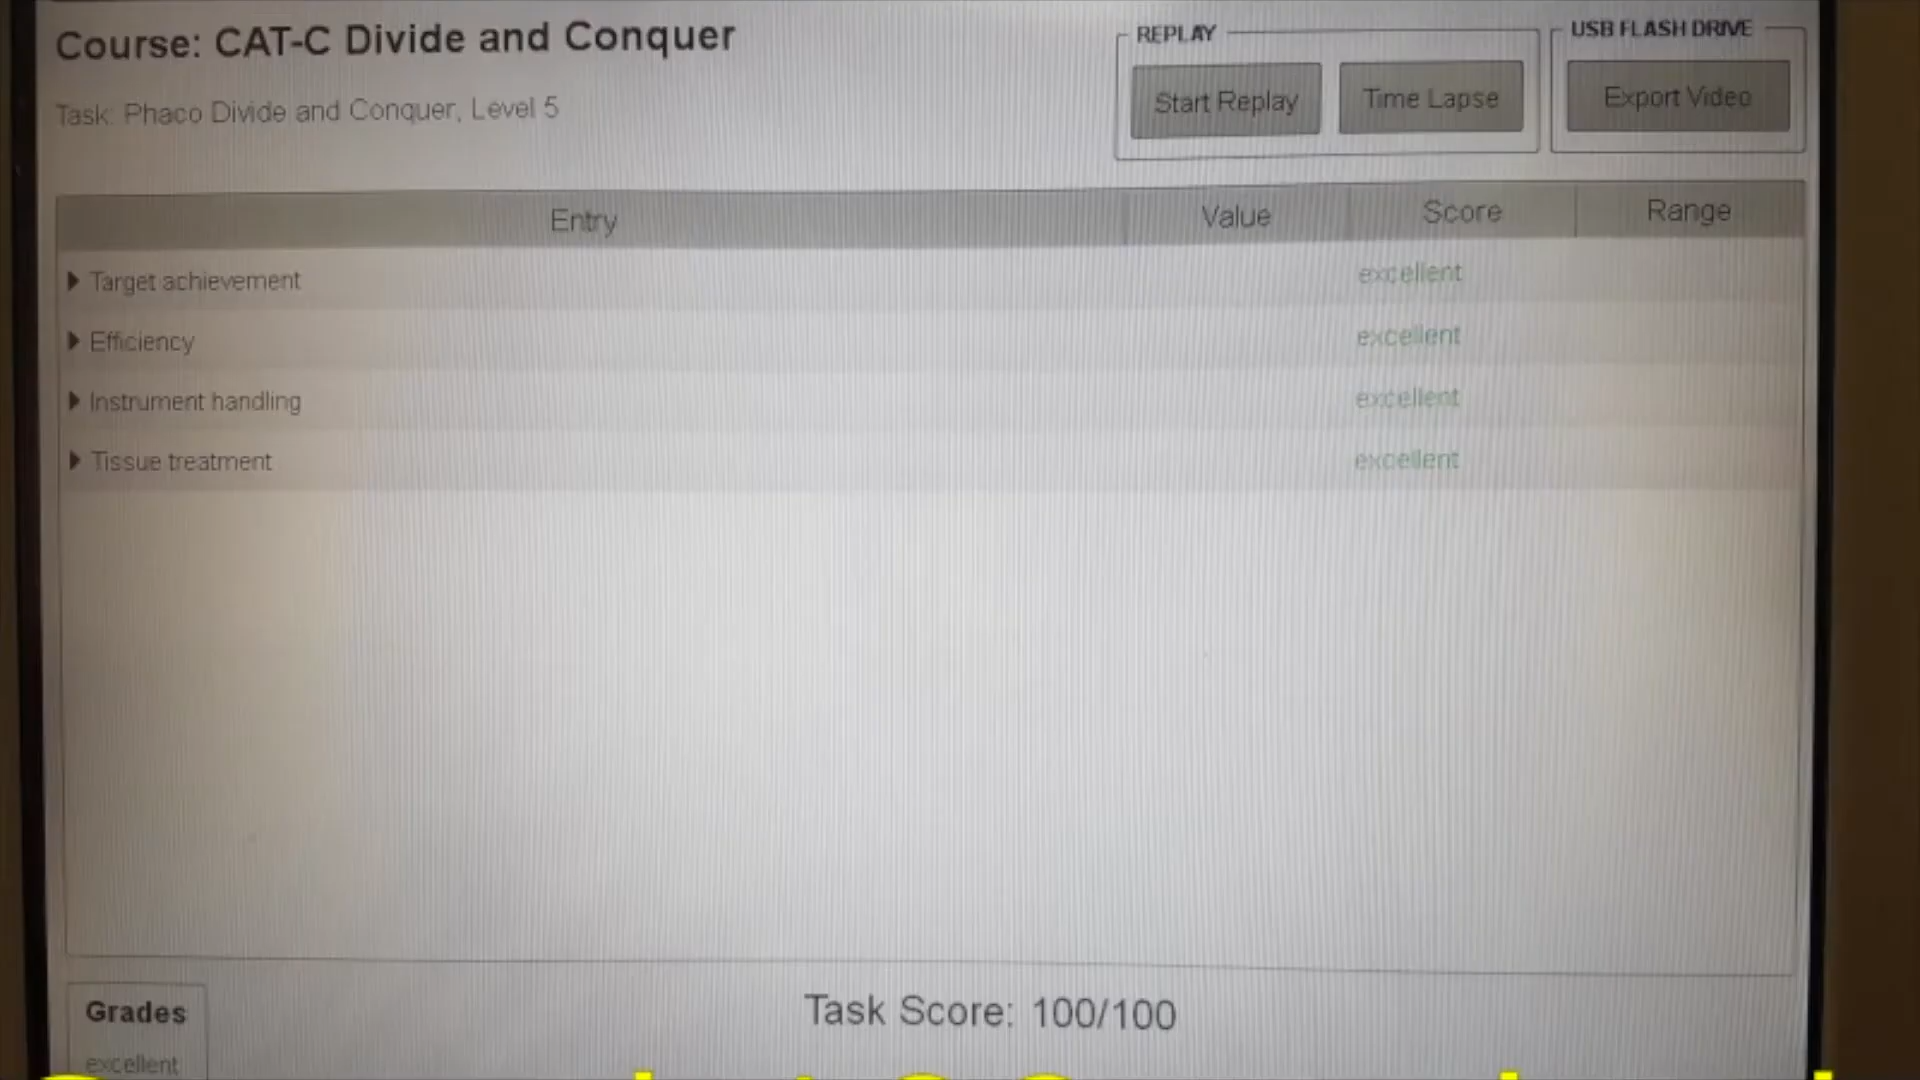 Course: CAT-C Divide and Conquer
Task: Phaco Divide and Conquer, Level 5
REPLAY
Start Replay
Time Lapse
USB FLASH DRIVE
Export Video
Entry Value Score Range
Target achievement excellent
Efficiency excellent
Instrument handling excellent
Tissue treatment excellent
Task Score: 100/100
Grades
excellent